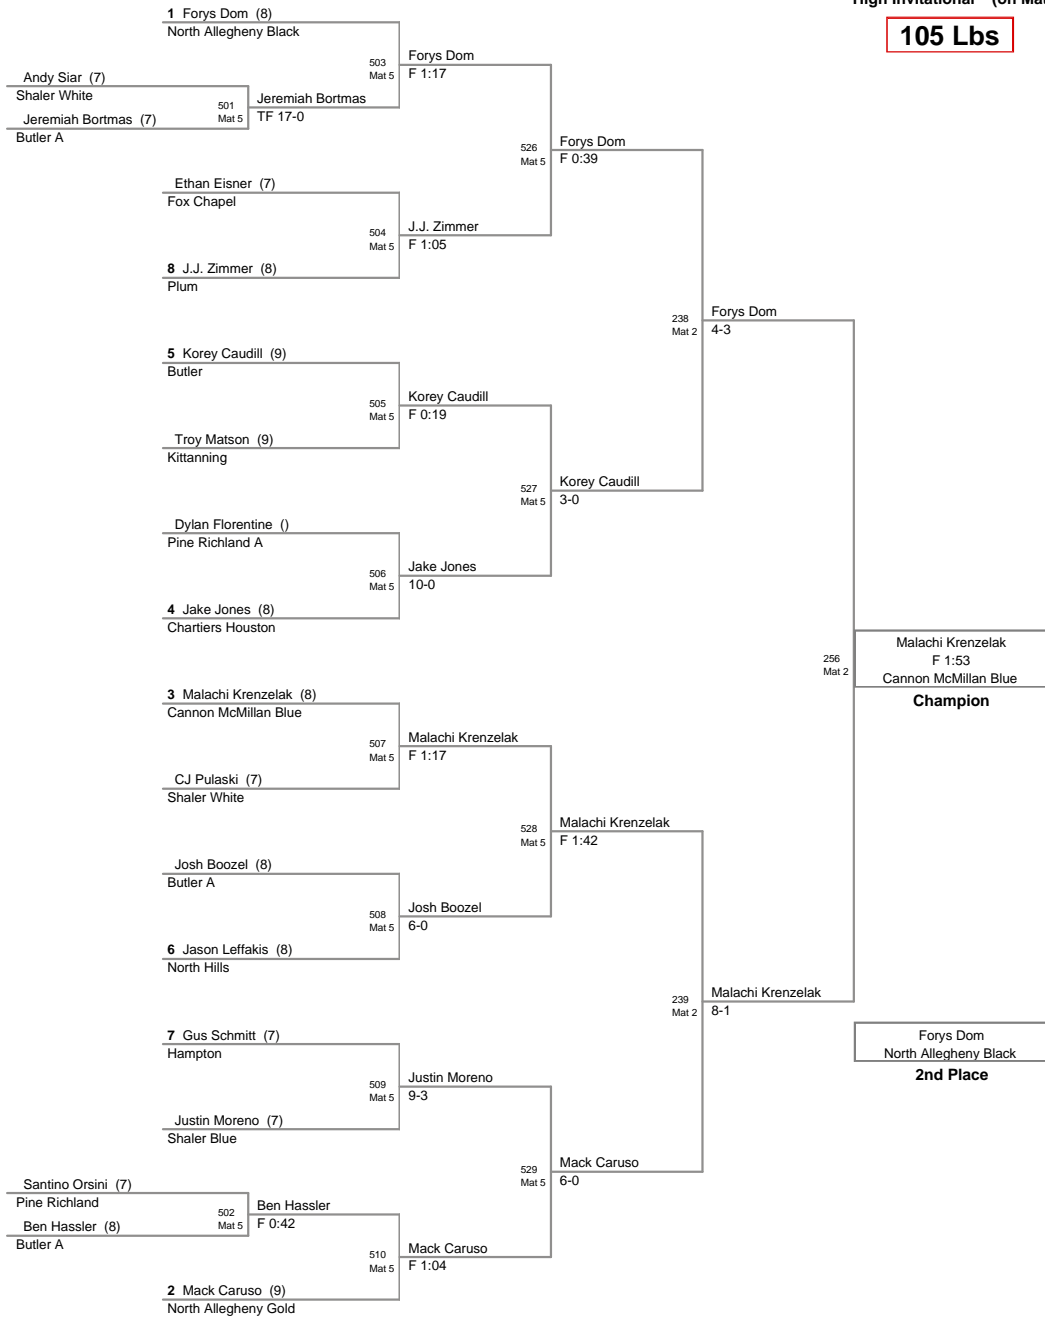 High Invitational (on Mat
105 Lbs
1 Forys Dom (8)
North Allegheny Black
503
Mat 5
Forys Dom
F 1:17
Andy Siar (7)
Shaler White
501
Mat 5
Jeremiah Bortmas
TF 17-0
Jeremiah Bortmas (7)
Butler A
526
Mat 5
Forys Dom
F 0:39
Ethan Eisner (7)
Fox Chapel
504
Mat 5
J.J. Zimmer
F 1:05
8 J.J. Zimmer (8)
Plum
238
Mat 2
Forys Dom
4-3
5 Korey Caudill (9)
Butler
505
Mat 5
Korey Caudill
F 0:19
Troy Matson (9)
Kittanning
527
Mat 5
Korey Caudill
3-0
Dylan Florentine ()
Pine Richland A
506
Mat 5
Jake Jones
10-0
4 Jake Jones (8)
Chartiers Houston
256
Mat 2
Malachi Krenzelak
F 1:53
Cannon McMillan Blue
Champion
3 Malachi Krenzelak (8)
Cannon McMillan Blue
507
Mat 5
Malachi Krenzelak
F 1:17
CJ Pulaski (7)
Shaler White
528
Mat 5
Malachi Krenzelak
F 1:42
Josh Boozel (8)
Butler A
508
Mat 5
Josh Boozel
6-0
6 Jason Leffakis (8)
North Hills
239
Mat 2
Malachi Krenzelak
8-1
Forys Dom
North Allegheny Black
2nd Place
7 Gus Schmitt (7)
Hampton
509
Mat 5
Justin Moreno
9-3
Justin Moreno (7)
Shaler Blue
529
Mat 5
Mack Caruso
6-0
Santino Orsini (7)
Pine Richland
502
Mat 5
Ben Hassler
F 0:42
Ben Hassler (8)
Butler A
510
Mat 5
Mack Caruso
F 1:04
2 Mack Caruso (9)
North Allegheny Gold